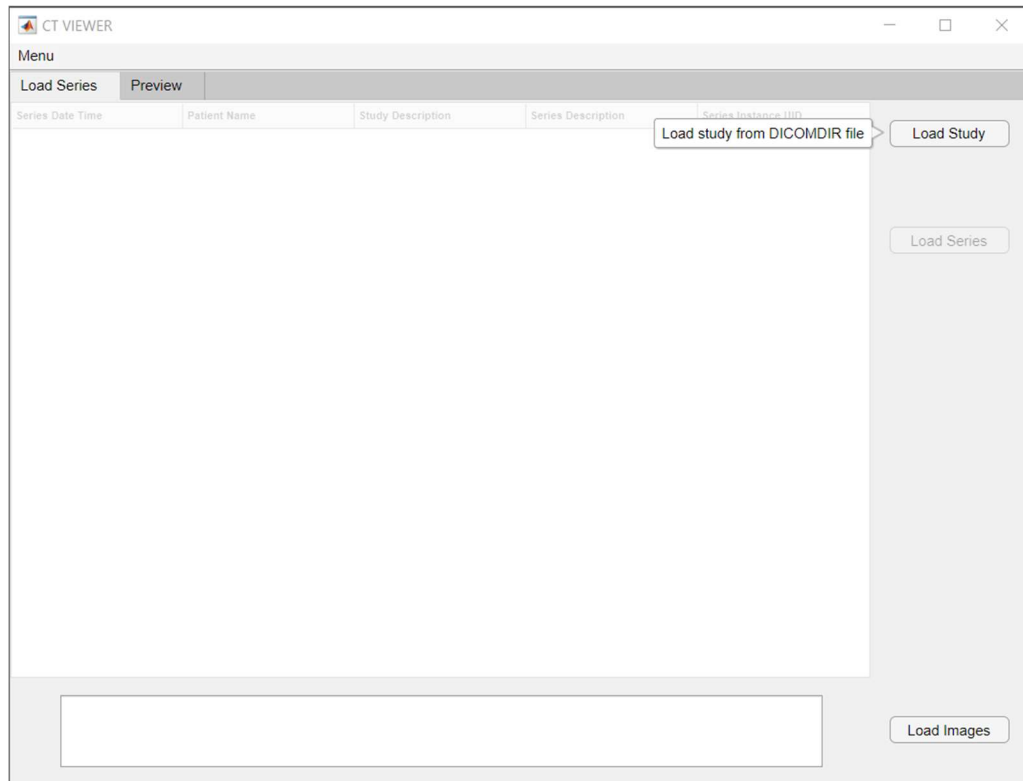 CT VIEWER
Menu
Load Series Preview
Series Date Time Patient Name Study Description Series Description Series Instance UID
Load study from DICOMDIR file
Load Study
Load Series
Load Images